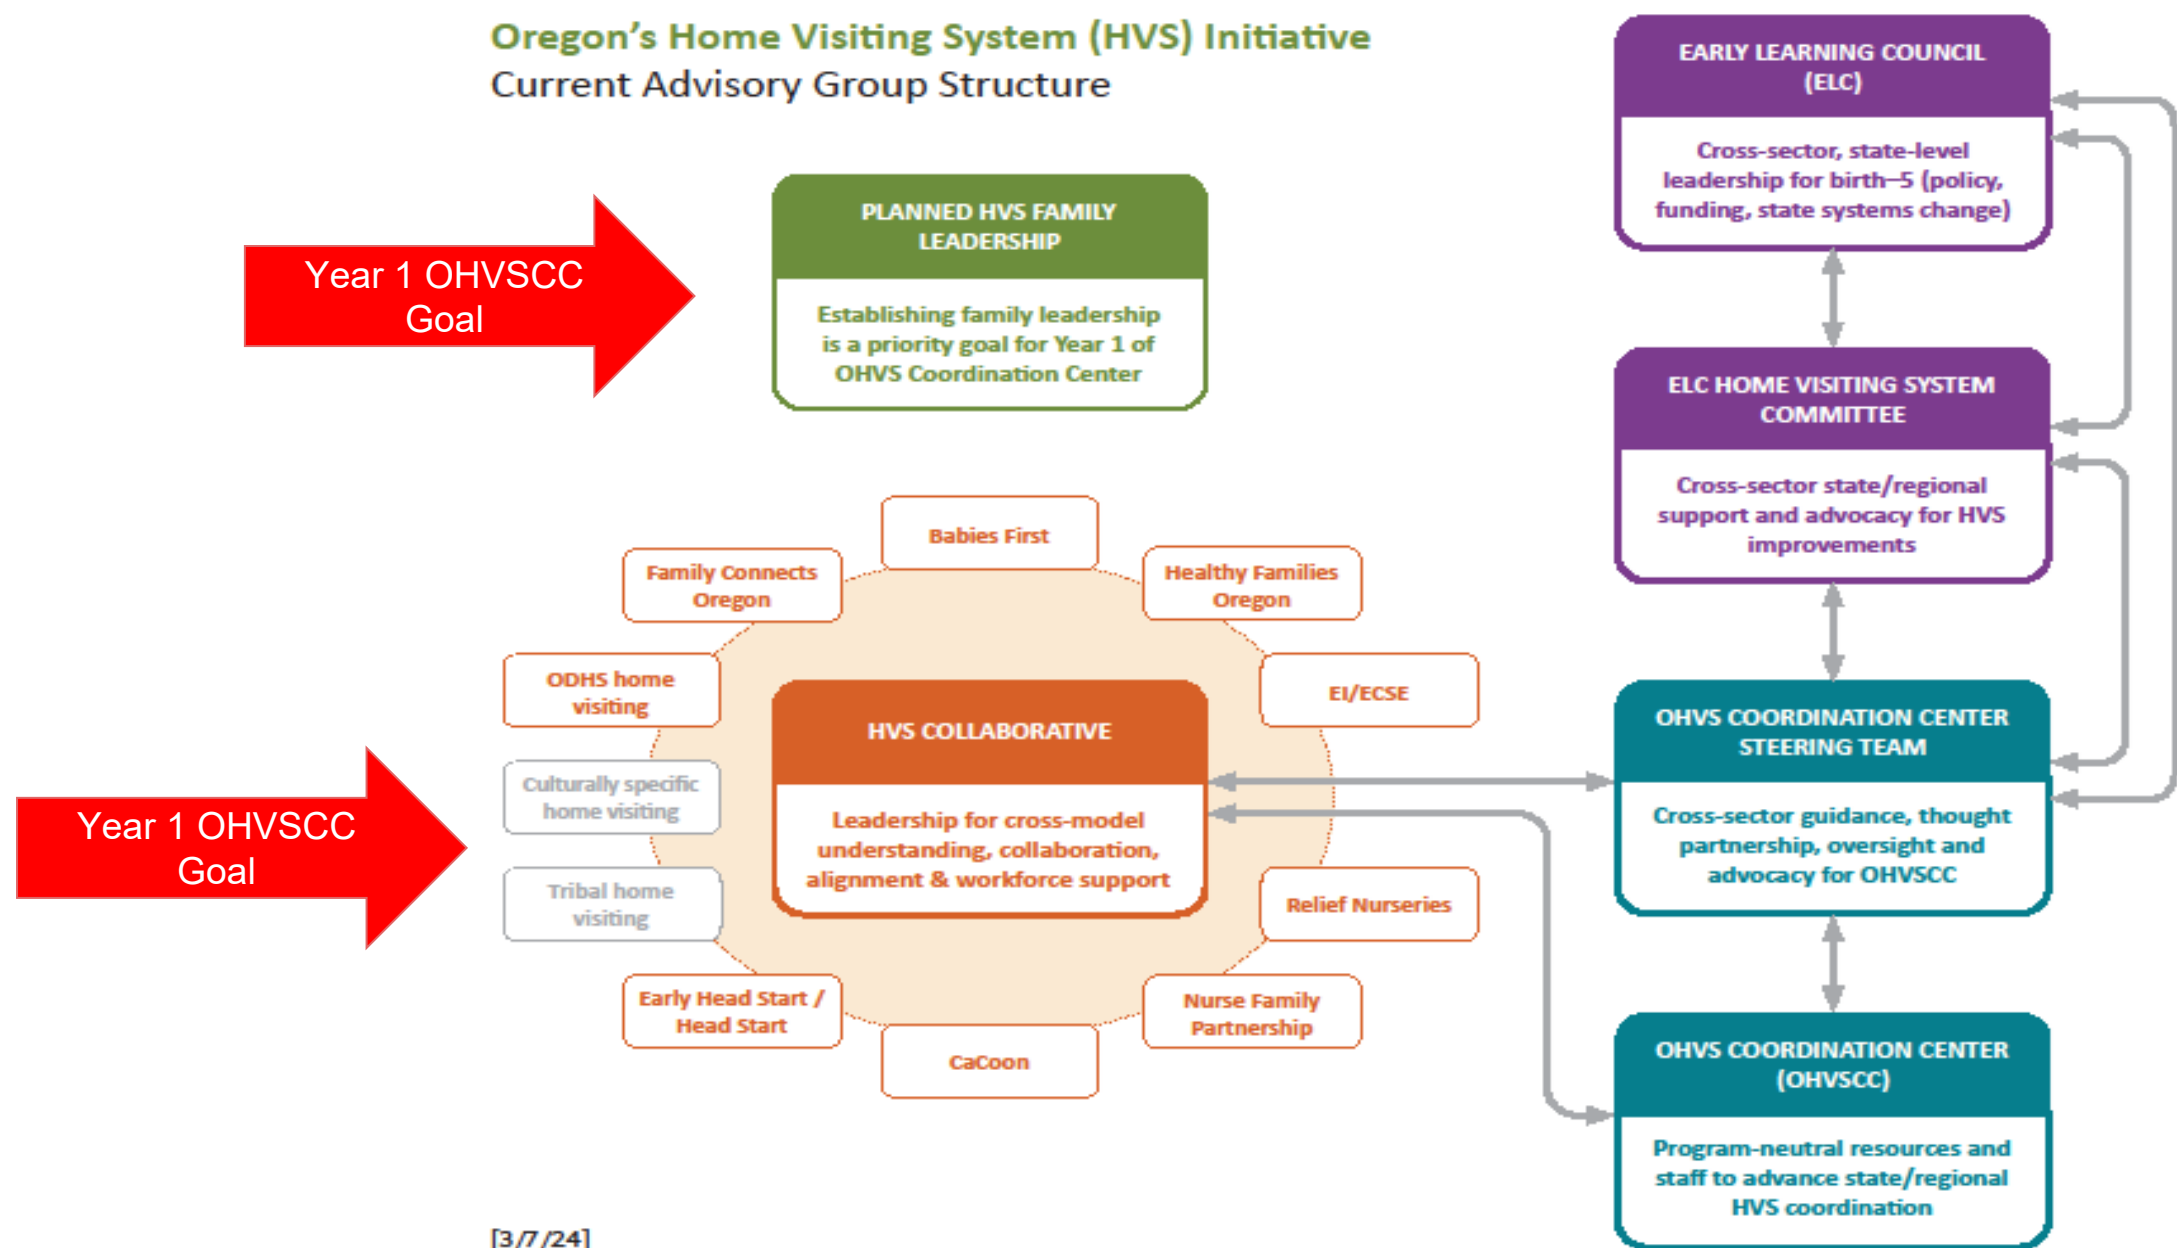 Oregon’s Home Visiting System (HVS) Initiative
Current Advisory Group Structure
Year 1 OHVSCC
Goal
PLANNED HVS FAMILY
LEADERSHIP
Establishing family leadership
is a priority goal for Year 1 of
OHVS Coordination Center
Babies First
Family Connects
Oregon
Healthy Families
Oregon
ODHS home
visiting
EI/ECSE
Culturally specific
home visiting
Tribal home
visiting
Relief Nurseries
Early Head Start /
Head Start
Nurse Family
Partnership
CaCoon
HVS COLLABORATIVE
Leadership for cross-model
understanding, collaboration,
alignment & workforce support
Year 1 OHVSCC
Goal
EARLY LEARNING COUNCIL
(ELC)
Cross-sector, state-level
leadership for birth–5 (policy,
funding, state systems change)
ELC HOME VISITING SYSTEM
COMMITTEE
Cross-sector state/regional
support and advocacy for HVS
improvements
OHVS COORDINATION CENTER
STEERING TEAM
Cross-sector guidance, thought
partnership, oversight and
advocacy for OHVSCC
OHVS COORDINATION CENTER
(OHVSCC)
Program-neutral resources and
staff to advance state/regional
HVS coordination
[3/7/24]